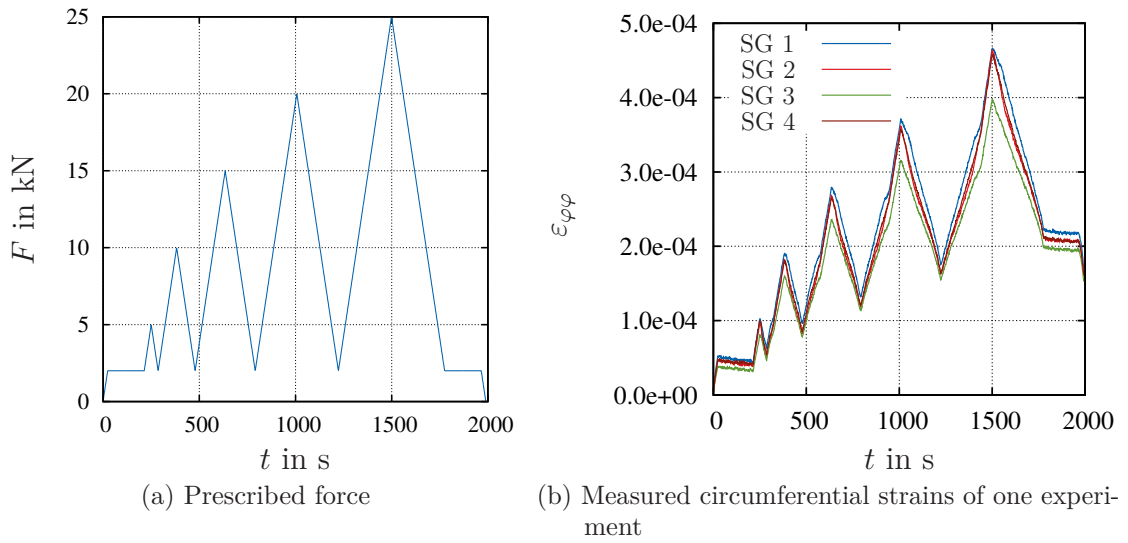 25
20
15
10
5
0
F in kN
0 500 1000 1500 2000
t in s
(a) Prescribed force
5.0e-04
4.0e-04
3.0e-04
2.0e-04
1.0e-04
0.0e+00
εφφ
SG 1
SG 2
SG 3
SG 4
0 500 1000 1500 2000
t in s
(b) Measured circumferential strains of one experi-
ment